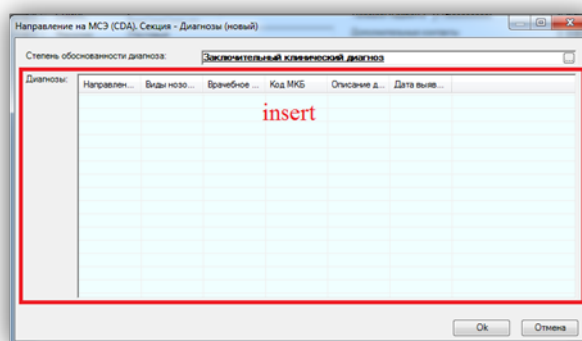 Направление на МСЭ (CDA). Секция - Диагнозы (новый)
Степень обоснованности диагноза: Заключительный клинический диагноз
Диагнозы:
Направлен... Виды нозо... Врачебное ... Код МКБ Описание д... Дата выяв...
insert
Ok Отмена